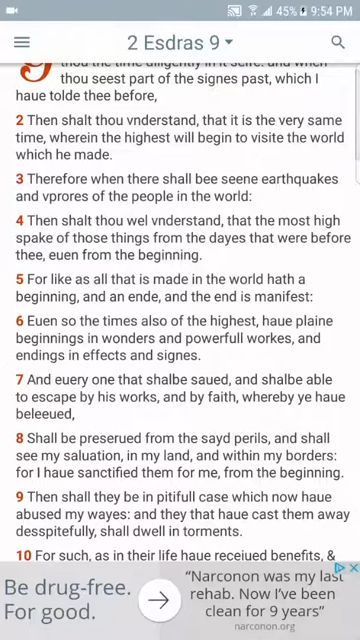 45% 9:54 PM
2 Esdras 9
thou the time diligently in it selfe: and when
thou seest part of the signes past, which I
haue tolde thee before,
2 Then shalt thou vnderstand, that it is the very same
time, wherein the highest will begin to visite the world
which he made.
3 Therefore when there shall bee seene earthquakes
and vprores of the people in the world:
4 Then shalt thou wel vnderstand, that the most high
spake of those things from the dayes that were before
thee, euen from the beginning.
5 For like as all that is made in the world hath a
beginning, and an ende, and the end is manifest:
6 Euen so the times also of the highest, haue plaine
beginnings in wonders and powerfull workes, and
endings in effects and signes.
7 And euery one that shalbe saued, and shalbe able
to escape by his works, and by faith, whereby ye haue
beleeued,
8 Shall be preserued from the sayd perils, and shall
see my saluation, in my land, and within my borders:
for I haue sanctified them for me, from the beginning.
9 Then shall they be in pitifull case which now haue
abused my wayes: and they that haue cast them away
despitefully, shall dwell in torments.
10 For such, as in their life haue receiued benefits, &
Be drug-free.
For good.
"Narconon was my last
rehab. Now I've been
clean for 9 years"
narconon.org